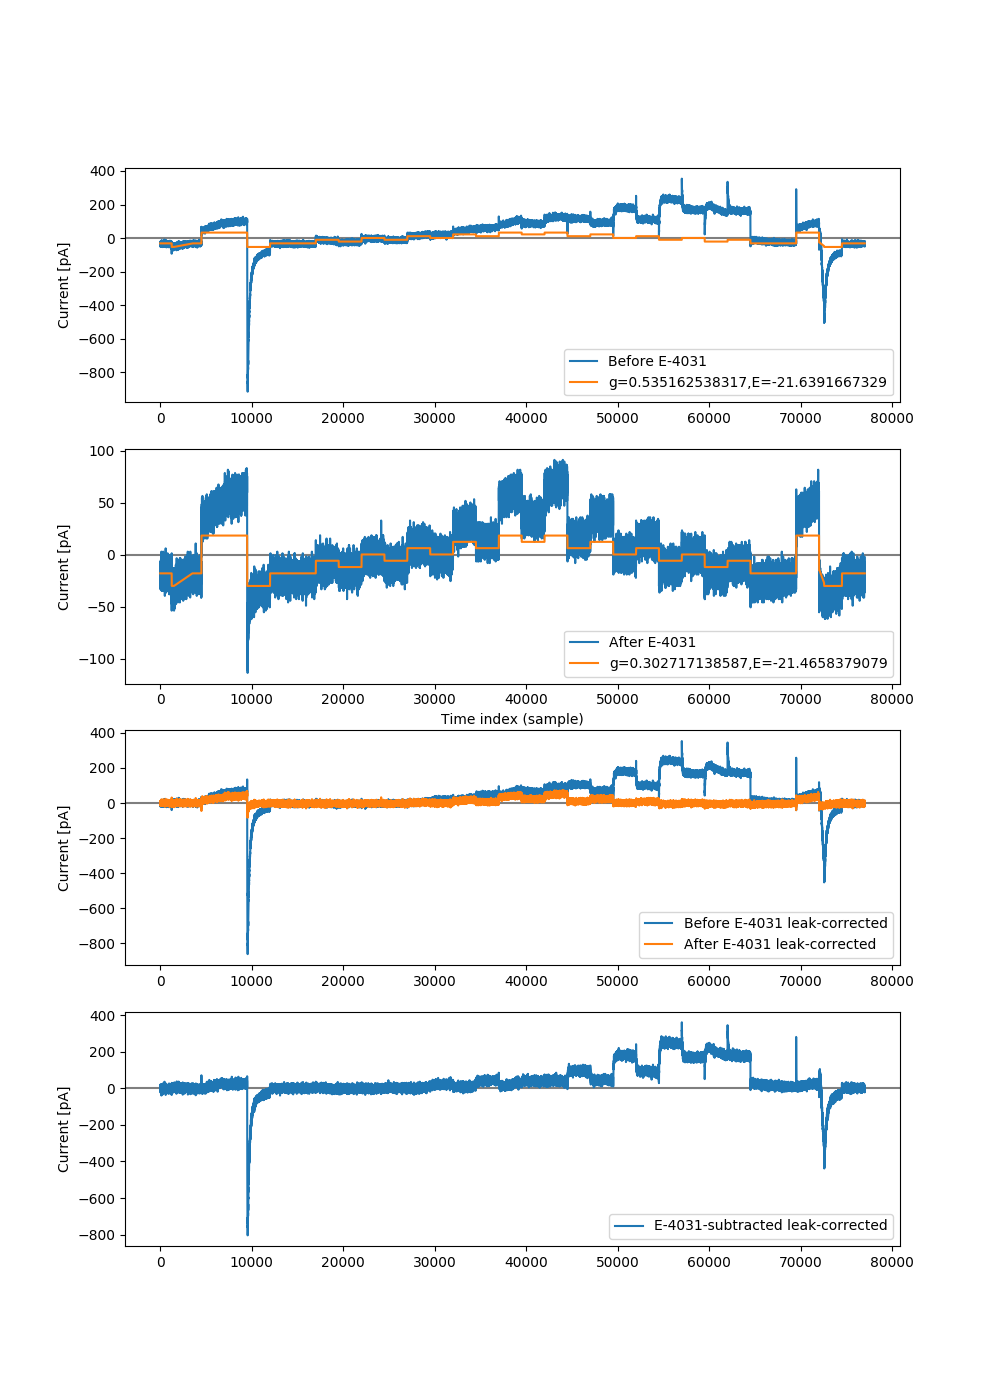 400
200
0
−200
−400
−600
−800
Current [pA]
Before E-4031
g=0.535162538317,E=-21.6391667329
0 10000 20000 30000 40000 50000 60000 70000 80000
100
50
0
−50
−100
Current [pA]
After E-4031
g=0.302717138587,E=-21.4658379079
0 10000 20000 30000 40000 50000 60000 70000 80000
Time index (sample)
400
200
0
−200
−400
−600
−800
Current [pA]
Before E-4031 leak-corrected
After E-4031 leak-corrected
0 10000 20000 30000 40000 50000 60000 70000 80000
400
200
0
−200
−400
−600
−800
Current [pA]
E-4031-subtracted leak-corrected
0 10000 20000 30000 40000 50000 60000 70000 80000